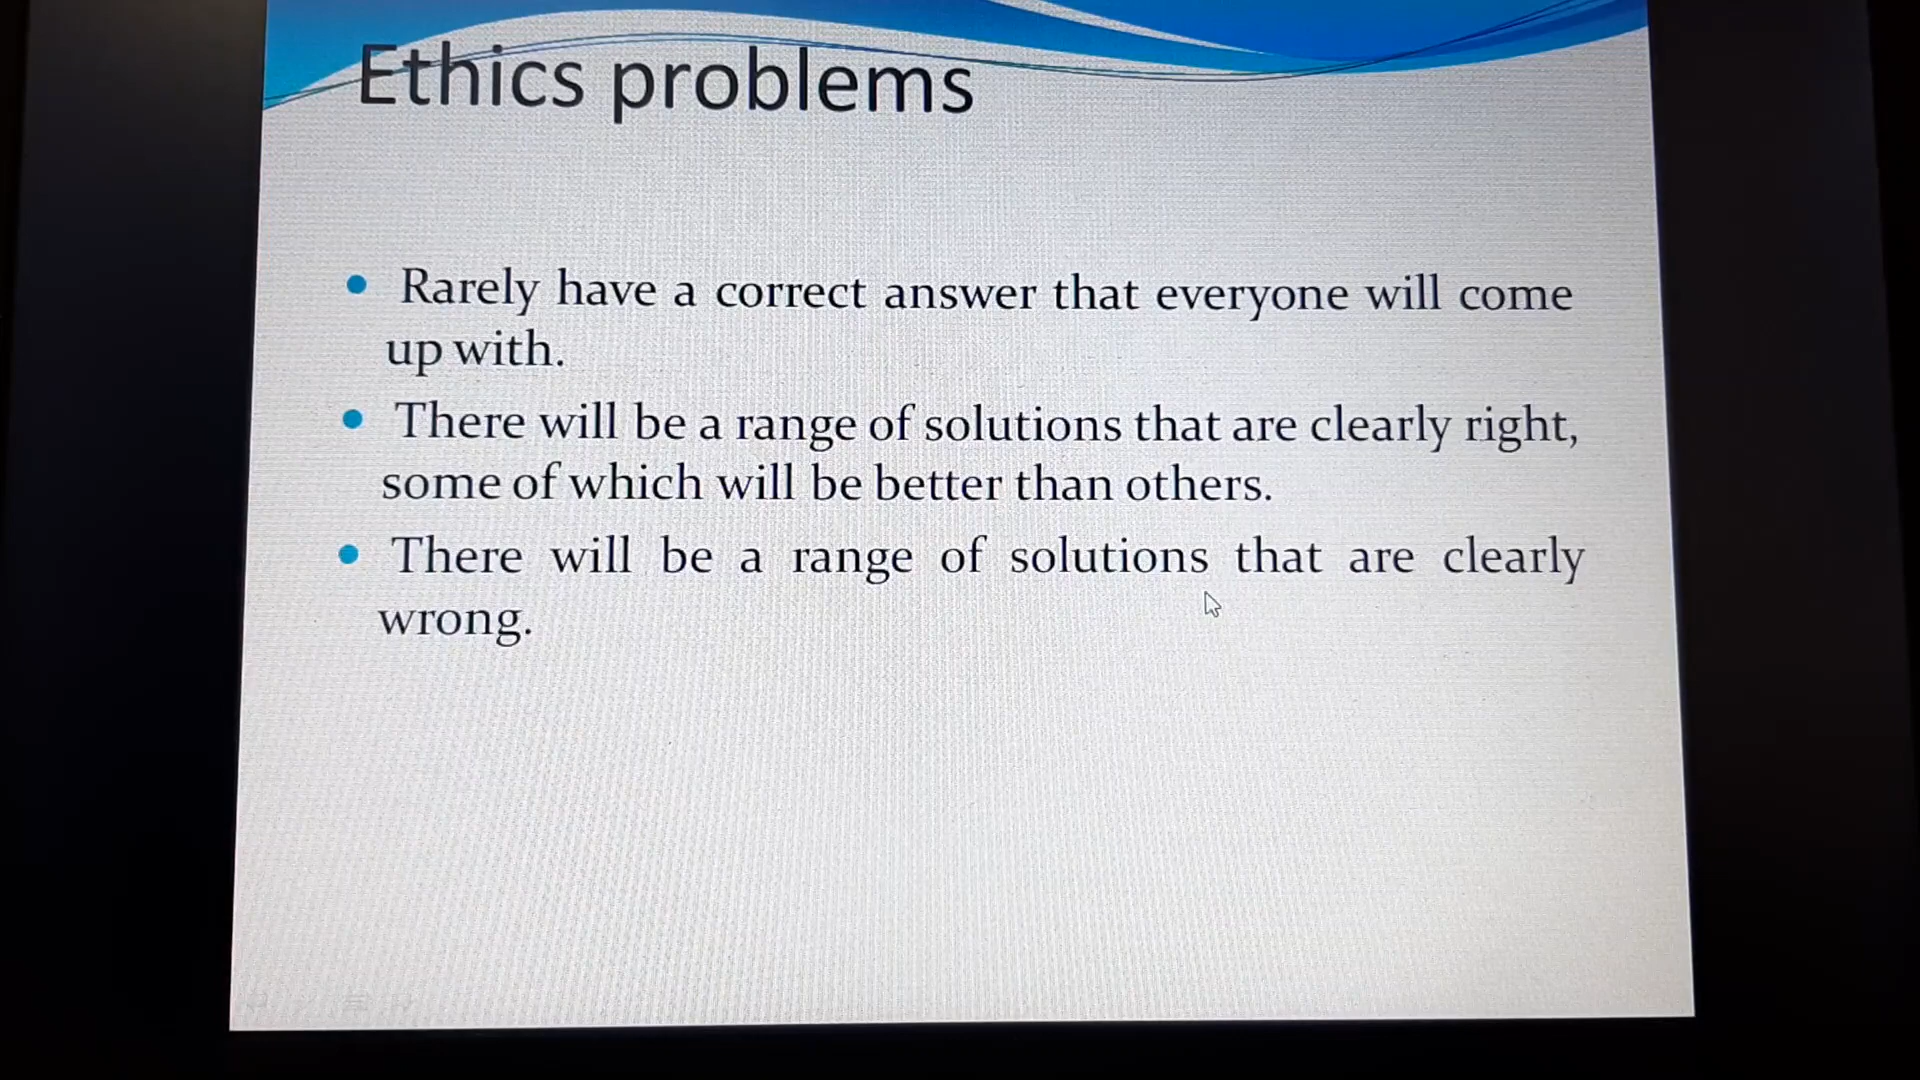 Ethics problems
Rarely have a correct answer that everyone will come
up with.
There will be a range of solutions that are clearly right,
some of which will be better than others.
There will be a range of solutions that are clearly
wrong.